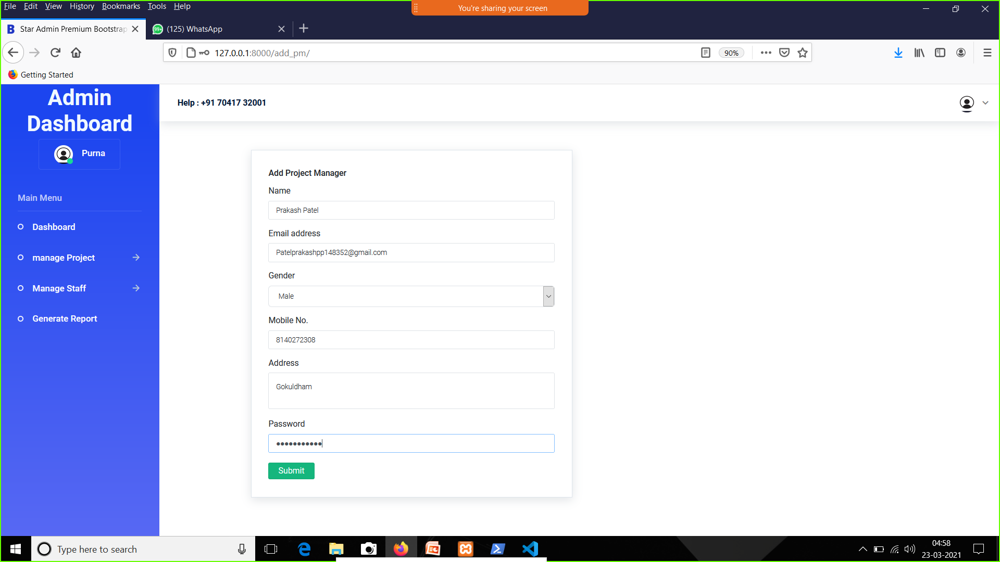 File Edit View History Bookmarks Tools Help
You're sharing your screen
Star Admin Premium Bootstrap
(125) WhatsApp
127.0.0.1:8000/add_pm/
90%
Getting Started
Admin
Dashboard
Purna
Main Menu
Dashboard
manage Project
Manage Staff
Generate Report
Help : +91 70417 32001
Add Project Manager
Name
Prakash Patel
Email address
Patelprakashpp148352@gmail.com
Gender
Male
Mobile No.
8140272308
Address
Gokuldham
Password
●●●●●●●●●●●
Submit
Type here to search
04:58
23-03-2021